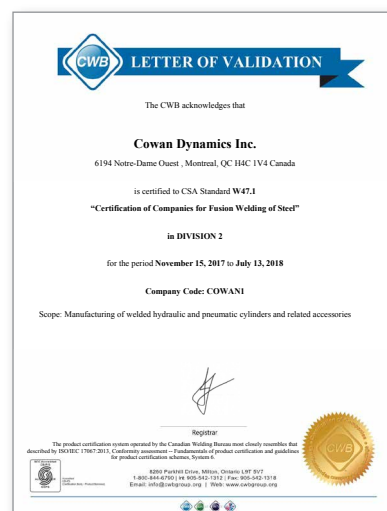 CWB LETTER OF VALIDATION
The CWB acknowledges that
Cowan Dynamics Inc.
6194 Notre-Dame Ouest , Montreal, QC H4C 1V4 Canada
is certified to CSA Standard W47.1
“Certification of Companies for Fusion Welding of Steel”
in DIVISION 2
for the period November 15, 2017 to July 13, 2018
Company Code: COWAN1
Scope: Manufacturing of welded hydraulic and pneumatic cylinders and related accessories
Registrar
The product certification system operated by the Canadian Welding Bureau most closely resembles that
described by ISO/IEC 17067:2013, Conformity assessment – Fundamentals of product certification and guidelines
for product certification schemes, System 6.
8260 Parkhill Drive, Milton, Ontario L9T 5V7
1-800-844-6790 | int 905-542-1312 | Fax: 905-542-1318
Email: info@cwbgroup.org | Web: www.cwbgroup.org
CWB